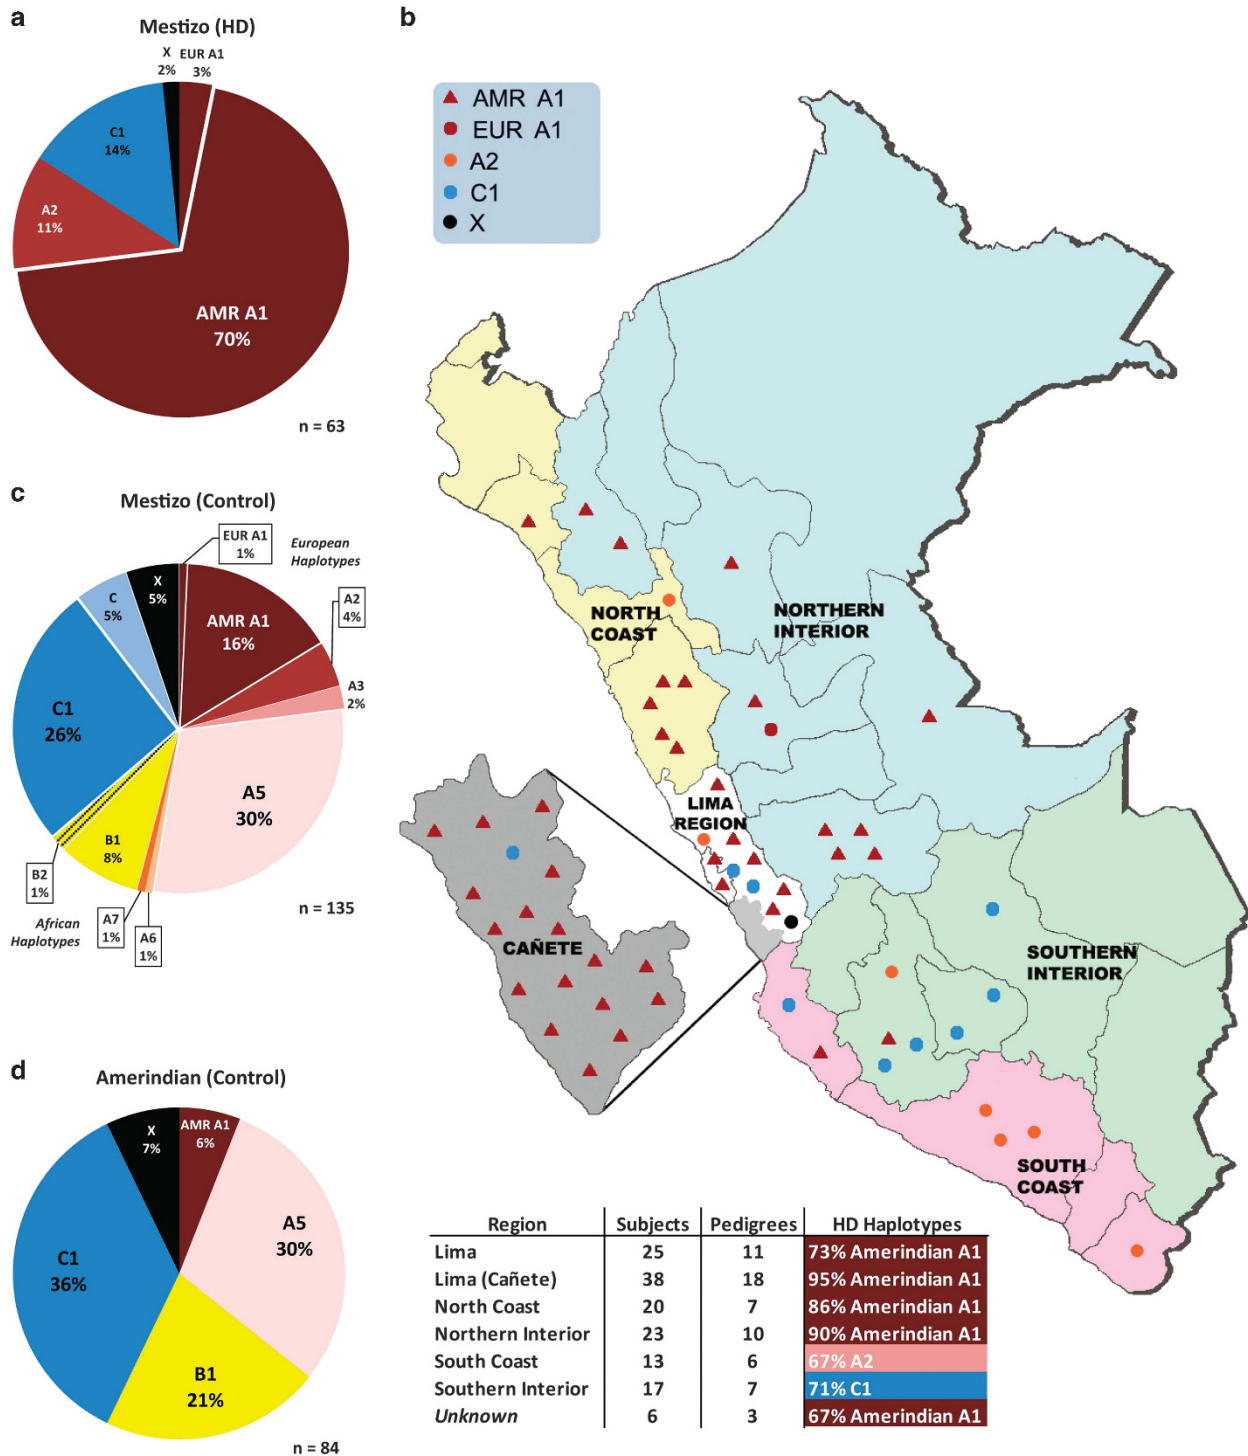 a
Mestizo (HD)
X
2%
EUR A1
3%
C1
14%
A2
11%
AMR A1
70%
n = 63
b
AMR A1
EUR A1
A2
C1
X
NORTH
COAST
NORTHERN
INTERIOR
LIMA
REGION
CAÑETE
SOUTHERN
INTERIOR
SOUTH
COAST
c
Mestizo (Control)
EUR A1
1%
European
Haplotypes
X
5%
C
5%
AMR A1
16%
A2
4%
A3
2%
C1
26%
A5
30%
B1
8%
B2
1%
African
Haplotypes
A7
1%
A6
1%
n = 135
d
Amerindian (Control)
X
7%
AMR A1
6%
A5
30%
C1
36%
B1
21%
n = 84
Region Subjects Pedigrees HD Haplotypes
Lima 25 11 73% Amerindian A1
Lima (Cañete) 38 18 95% Amerindian A1
North Coast 20 7 86% Amerindian A1
Northern Interior 23 10 90% Amerindian A1
South Coast 13 6 67% A2
Southern Interior 17 7 71% C1
Unknown 6 3 67% Amerindian A1